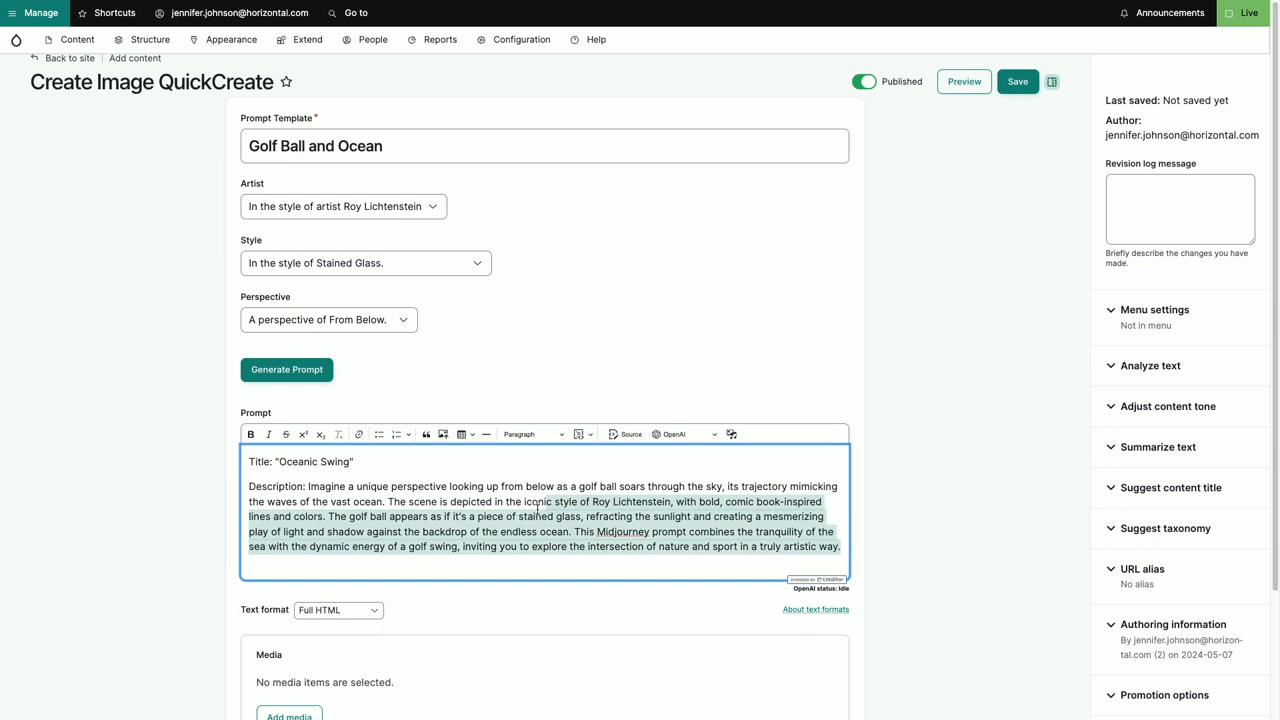 Manage Shortcuts jennifer.johnson@horizontal.com Go to Announcements Live
Content Structure Appearance Extend People Reports Configuration Help
Back to site Add content
Create Image QuickCreate
Published Preview Save
Prompt Template*
Golf Ball and Ocean
Artist
In the style of artist Roy Lichtenstein
Style
In the style of Stained Glass.
Perspective
A perspective of From Below.
Generate Prompt
Prompt
B I S X² X₂ Tx Paragraph Source OpenAI
Title: "Oceanic Swing"
Description: Imagine a unique perspective looking up from below as a golf ball soars through the sky, its trajectory mimicking
the waves of the vast ocean. The scene is depicted in the iconic style of Roy Lichtenstein, with bold, comic book-inspired
lines and colors. The golf ball appears as if it's a piece of stained glass, refracting the sunlight and creating a mesmerizing
play of light and shadow against the backdrop of the endless ocean. This Midjourney prompt combines the tranquility of the
sea with the dynamic energy of a golf swing, inviting you to explore the intersection of nature and sport in a truly artistic way.
POWERED BY CKEditor
OpenAI status: Idle
Text format Full HTML About text formats
Media
No media items are selected.
Add media
Last saved: Not saved yet
Author:
jennifer.johnson@horizontal.com
Revision log message
Briefly describe the changes you have
made.
Menu settings
Not in menu
Analyze text
Adjust content tone
Summarize text
Suggest content title
Suggest taxonomy
URL alias
No alias
Authoring information
By jennifer.johnson@horizon-
tal.com (2) on 2024-05-07
Promotion options